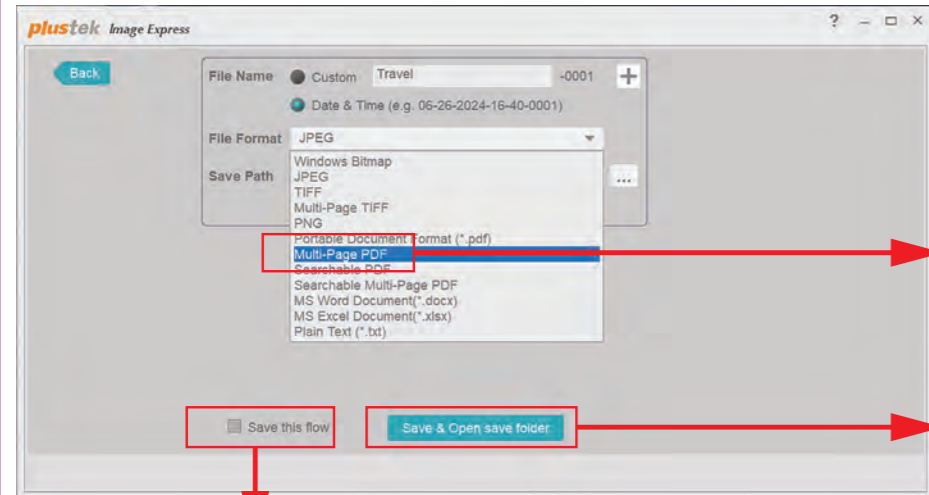 plustek Image Express
? – □ ×
Back
File Name Custom Travel -0001 +
Date & Time (e.g. 06-26-2024-16-40-0001)
File Format JPEG
Save Path ...
Windows Bitmap
JPEG
TIFF
Multi-Page TIFF
PNG
Portable Document Format (*.pdf)
Multi-Page PDF
Searchable PDF
Searchable Multi-Page PDF
MS Word Document(*.docx)
MS Excel Document(*.xlsx)
Plain Text (*.txt)
Save this flow Save & Open save folder